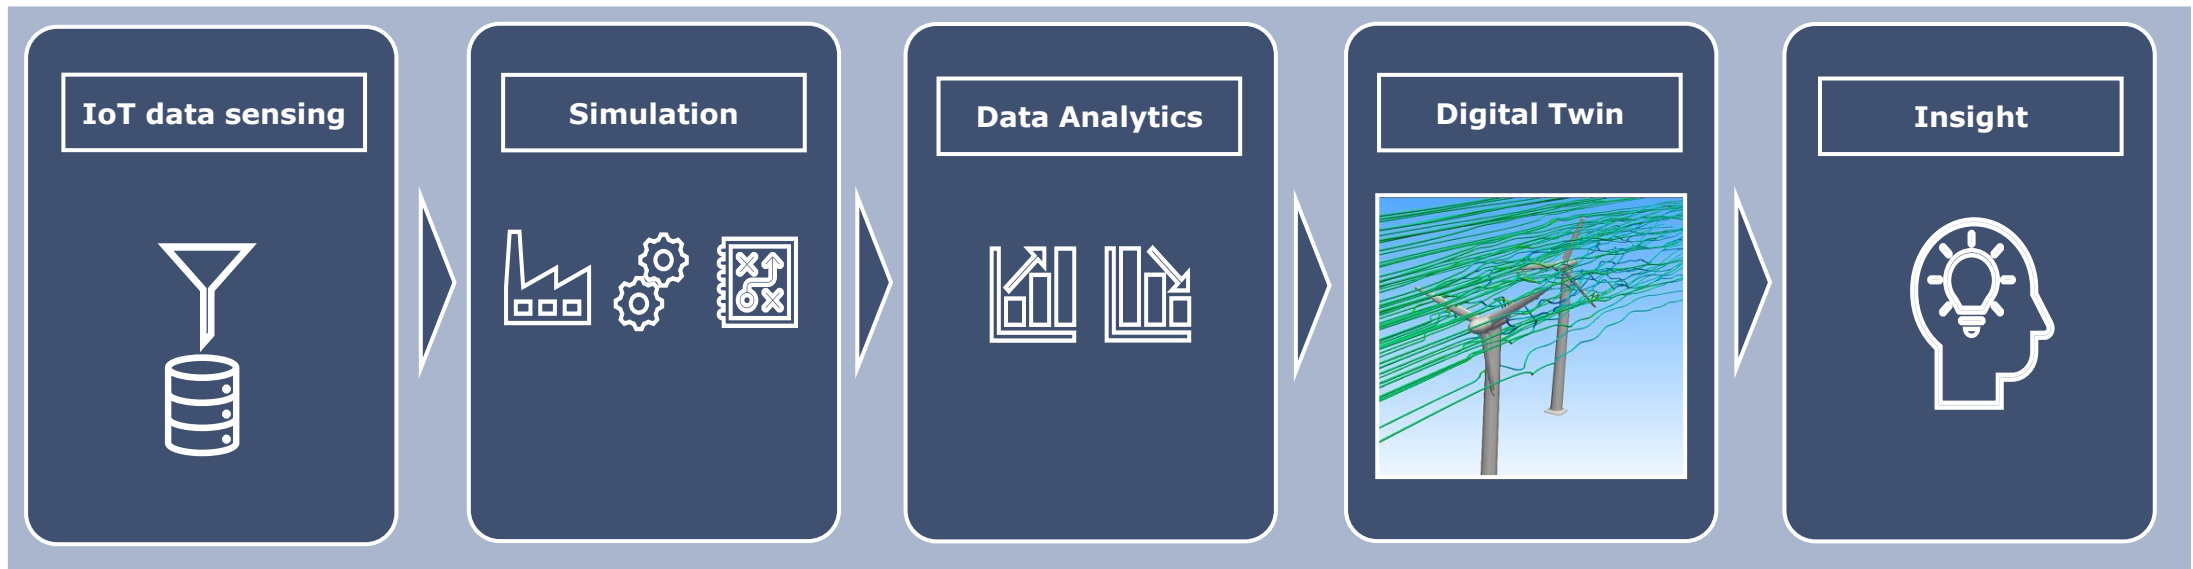 IoT data sensing
Simulation
Data Analytics
Digital Twin
Insight